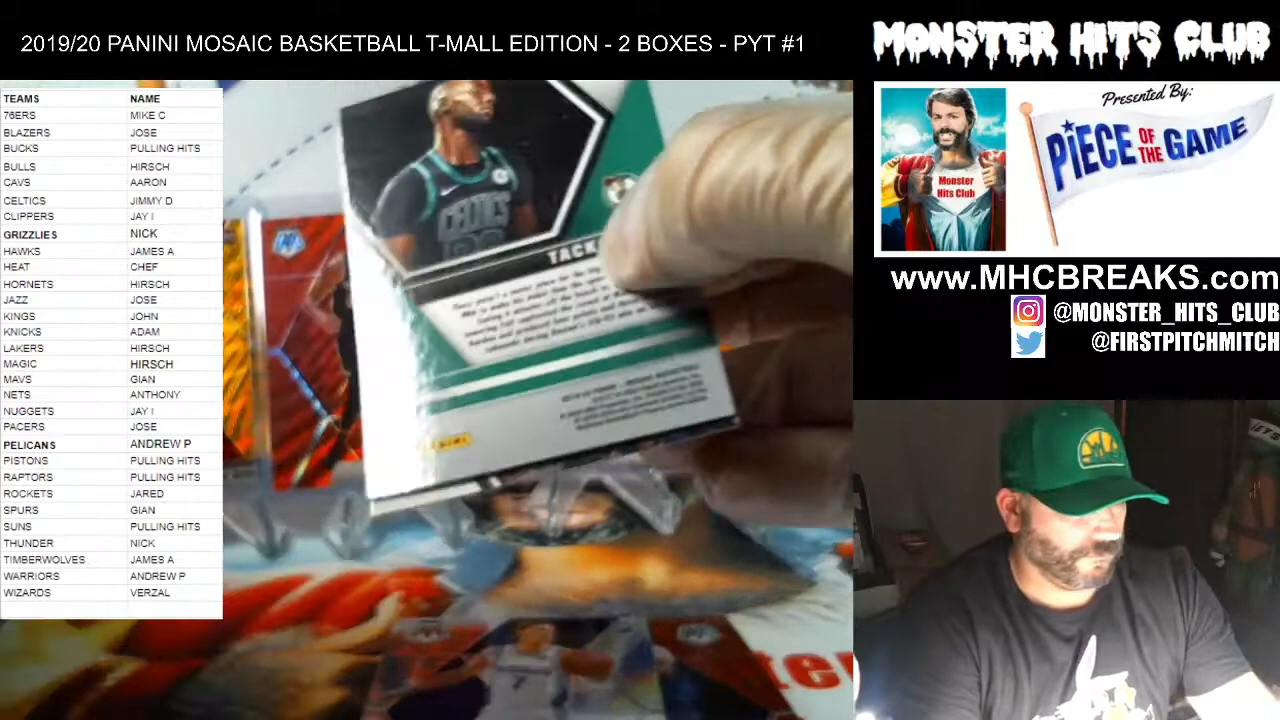 2019/20 PANINI MOSAIC BASKETBALL T-MALL EDITION - 2 BOXES - PYT #1
MONSTER HITS CLUB
Presented By:
PIECE OF THE GAME
Monster
Hits Club
www.MHCBREAKS.com
@MONSTER_HITS_CLUB
@FIRSTPITCHMITCH
TEAMS NAME
76ERS MIKE C
BLAZERS JOSE
BUCKS PULLING HITS
BULLS HIRSCH
CAVS AARON
CELTICS JIMMY D
CLIPPERS JAY I
GRIZZLIES NICK
HAWKS JAMES A
HEAT CHEF
HORNETS HIRSCH
JAZZ JOSE
KINGS JOHN
KNICKS ADAM
LAKERS HIRSCH
MAGIC HIRSCH
MAVS GIAN
NETS ANTHONY
NUGGETS JAY I
PACERS JOSE
PELICANS ANDREW P
PISTONS PULLING HITS
RAPTORS PULLING HITS
ROCKETS JARED
SPURS GIAN
SUNS PULLING HITS
THUNDER NICK
TIMBERWOLVES JAMES A
WARRIORS ANDREW P
WIZARDS VERZAL
CELTICS
TACK
PANINI
7